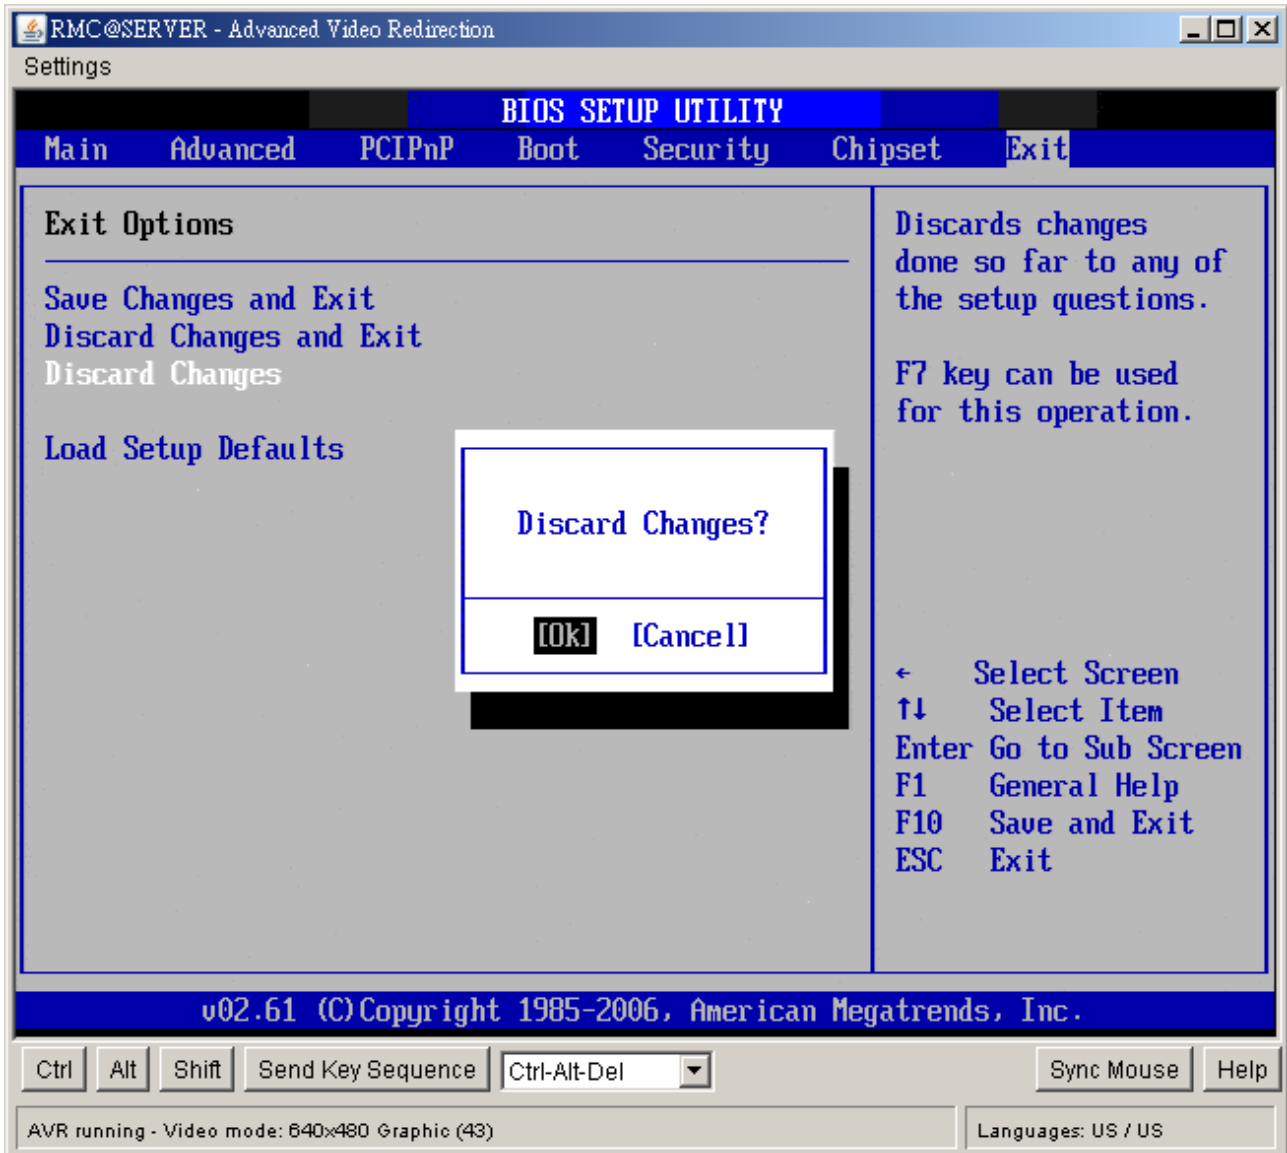 RMC@SERVER - Advanced Video Redirection
Settings
BIOS SETUP UTILITY
Main Advanced PCIPnP Boot Security Chipset Exit
Exit Options
Save Changes and Exit
Discard Changes and Exit
Discard Changes
Load Setup Defaults
Discard Changes?
[Ok] [Cancel]
Discards changes
done so far to any of
the setup questions.
F7 key can be used
for this operation.
← Select Screen
↑↓ Select Item
Enter Go to Sub Screen
F1 General Help
F10 Save and Exit
ESC Exit
v02.61 (C)Copyright 1985-2006, American Megatrends, Inc.
Ctrl Alt Shift Send Key Sequence Ctrl-Alt-Del Sync Mouse Help
AVR running - Video mode: 640x480 Graphic (43) Languages: US / US